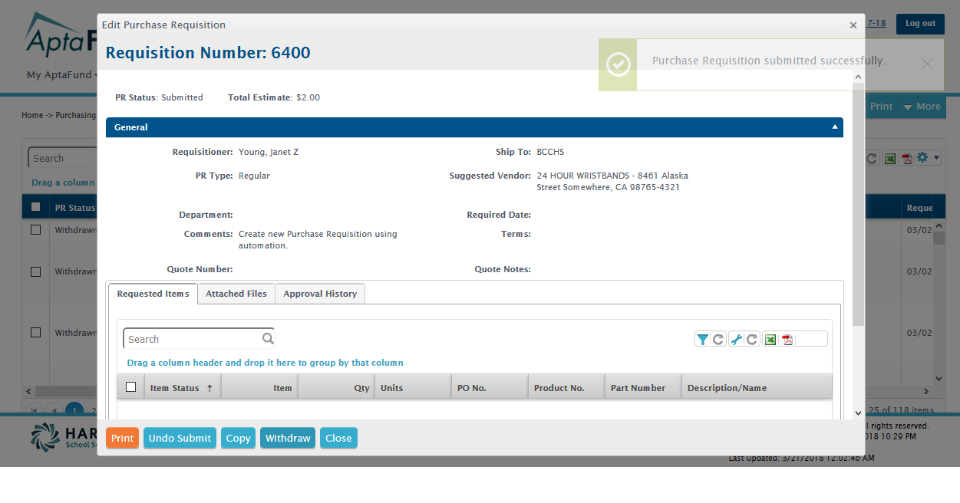 Edit Purchase Requisition
×
7-18
Log out
AptaF
Requisition Number: 6400
Purchase Requisition submitted successfully.
My AptaFund
PR Status: Submitted
Total Estimate: $2.00
Print
More
Home -> Purchasing
General
Search
Requisitioner: Young, Janet Z
Ship To: BCCHS
PR Type: Regular
Suggested Vendor: 24 HOUR WRISTBANDS - 8461 Alaska
Street Somewhere, CA 98765-4321
Drag a column
PR Status
Reque
Department:
Required Date:
Withdrawn
03/02
Comments: Create new Purchase Requisition using
automation.
Terms:
Quote Number:
Quote Notes:
Withdrawn
03/02
Requested Items
Attached Files
Approval History
Withdrawn
03/02
Search
Drag a column header and drop it here to group by that column
Item Status ↑
Item
Qty
Units
PO No.
Product No.
Part Number
Description/Name
1
2
25 of 118 items
HAR
School S
Print
Undo Submit
Copy
Withdraw
Close
l rights reserved.
018 10:29 PM
Last Updated: 3/21/2018 12:02:46 AM